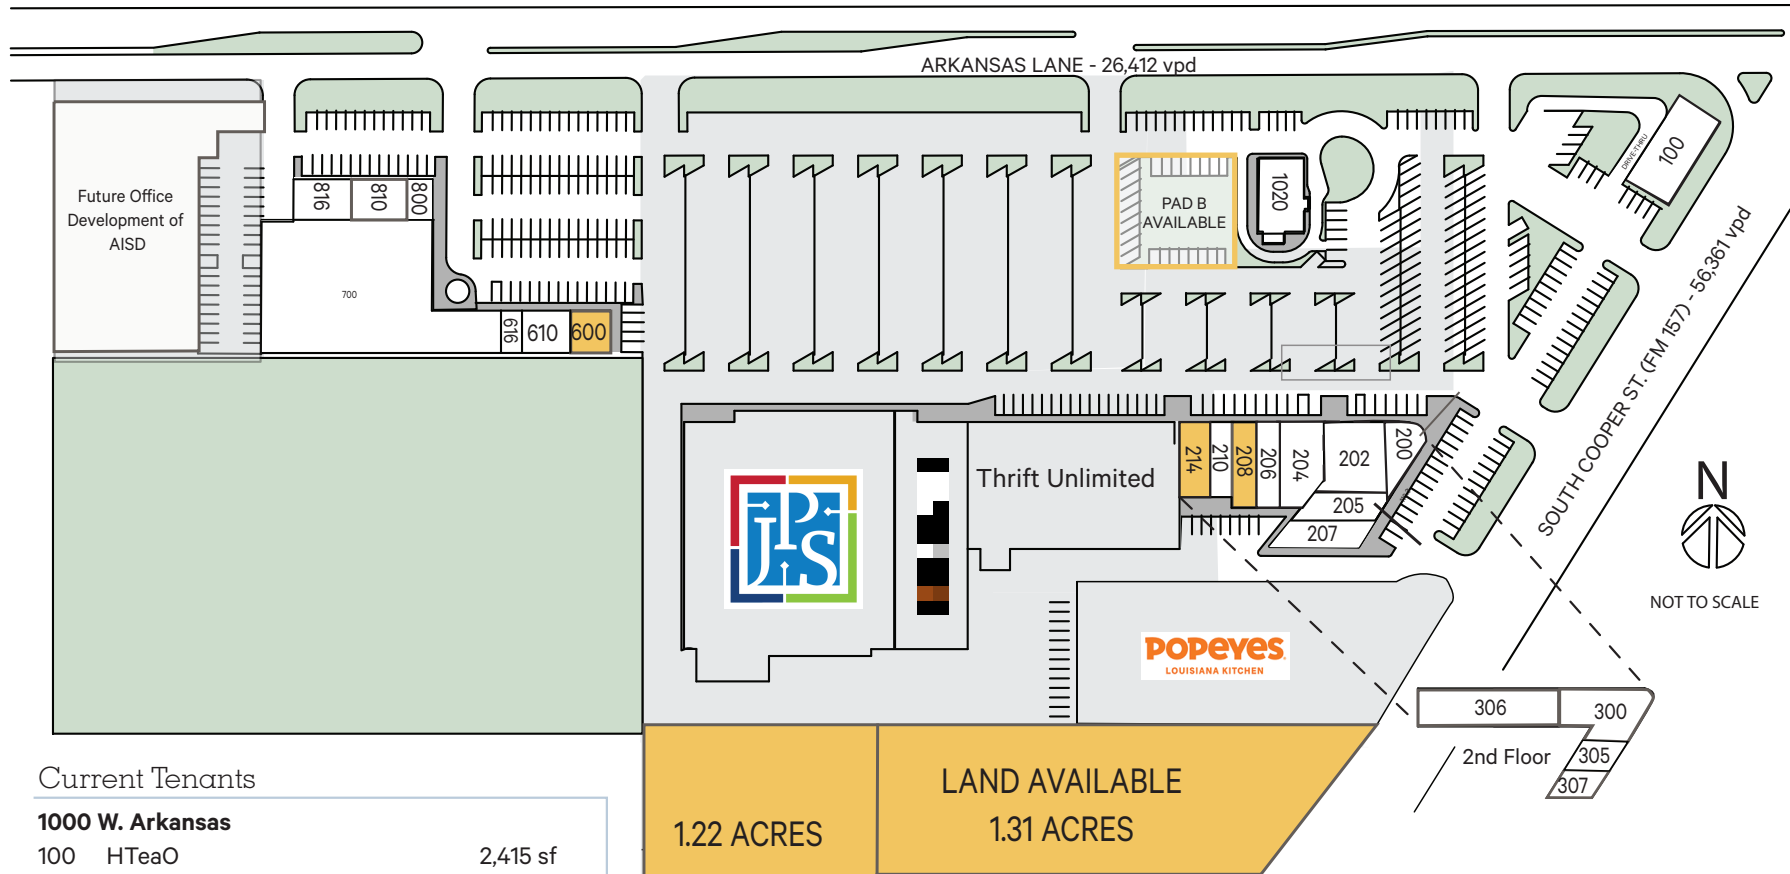 ARKANSAS LANE - 26,412 vpd
Future Office
Development of
AISD
816
810
800
700
616
610
600
PAD B
AVAILABLE
1020
DRIVE-THRU
100
SOUTH COOPER ST. (FM 157) - 56,361 vpd
JPS
Thrift Unlimited
214
210
208
206
204
202
200
205
207
N
NOT TO SCALE
POPEYES
LOUISIANA KITCHEN
306
300
2nd Floor
305
307
LAND AVAILABLE
1.22 ACRES
1.31 ACRES
Current Tenants
1000 W. Arkansas
100 HTeaO 2,415 sf